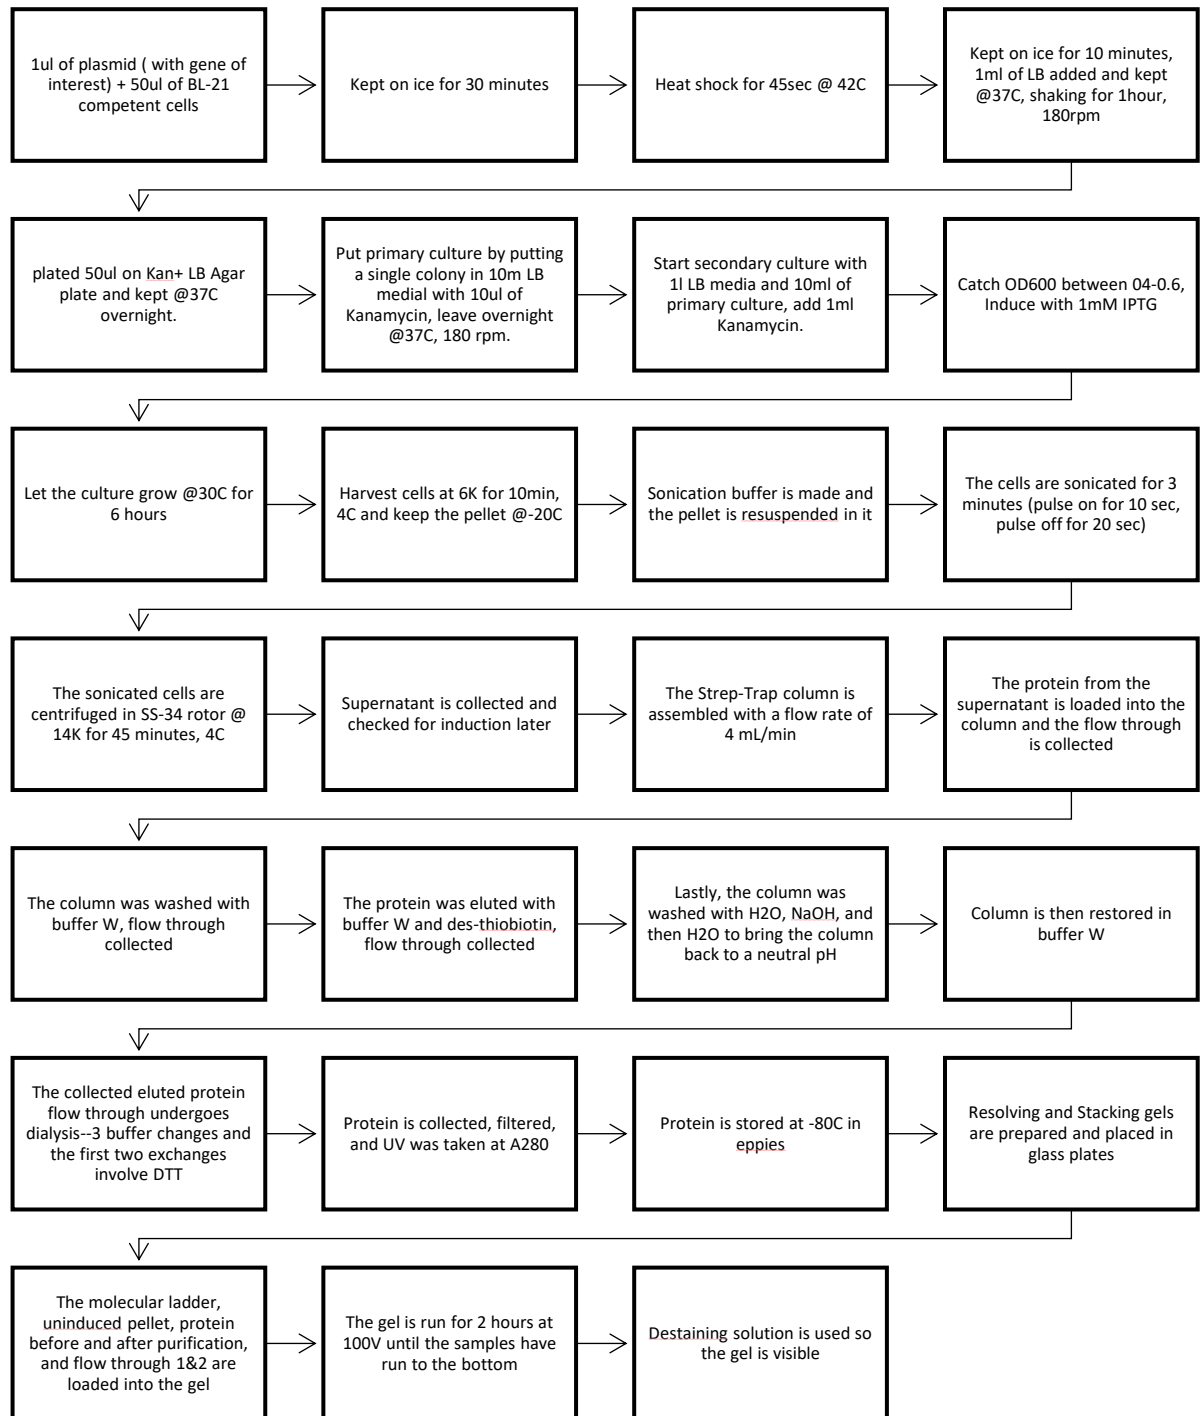 1ul of plasmid ( with gene of
interest) + 50ul of BL-21
competent cells
Kept on ice for 30 minutes
Heat shock for 45sec @ 42C
Kept on ice for 10 minutes,
1ml of LB added and kept
@37C, shaking for 1hour,
180rpm
plated 50ul on Kan+ LB Agar
plate and kept @37C
overnight.
Put primary culture by putting
a single colony in 10m LB
medial with 10ul of
Kanamycin, leave overnight
@37C, 180 rpm.
Start secondary culture with
1l LB media and 10ml of
primary culture, add 1ml
Kanamycin.
Catch OD600 between 04-0.6,
Induce with 1mM IPTG
Let the culture grow @30C for
6 hours
Harvest cells at 6K for 10min,
4C and keep the pellet @-20C
Sonication buffer is made and
the pellet is resuspended in it
The cells are sonicated for 3
minutes (pulse on for 10 sec,
pulse off for 20 sec)
The sonicated cells are
centrifuged in SS-34 rotor @
14K for 45 minutes, 4C
Supernatant is collected and
checked for induction later
The Strep-Trap column is
assembled with a flow rate of
4 mL/min
The protein from the
supernatant is loaded into the
column and the flow through
is collected
The column was washed with
buffer W, flow through
collected
The protein was eluted with
buffer W and des-thiobiotin,
flow through collected
Lastly, the column was
washed with H2O, NaOH, and
then H2O to bring the column
back to a neutral pH
Column is then restored in
buffer W
The collected eluted protein
flow through undergoes
dialysis--3 buffer changes and
the first two exchanges
involve DTT
Protein is collected, filtered,
and UV was taken at A280
Protein is stored at -80C in
eppies
Resolving and Stacking gels
are prepared and placed in
glass plates
The molecular ladder,
uninduced pellet, protein
before and after purification,
and flow through 1&2 are
loaded into the gel
The gel is run for 2 hours at
100V until the samples have
run to the bottom
Destaining solution is used so
the gel is visible